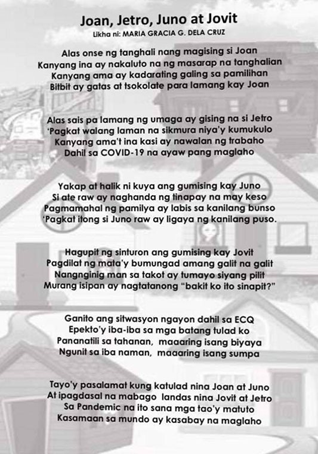 Joan, Jetro, Juno at Jovit
Likha ni: MARIA GRACIA G. DELA CRUZ
Alas onse ng tanghali nang magising si Joan
Kanyang ina ay nakaluto na ng masarap na tanghalian
Kanyang ama ay kadarating galing sa pamilihan
Bitbit ay gatas at tsokolate para lamang kay Joan
Alas sais pa lamang ng umaga ay gising na si Jetro
'Pagkat walang laman na sikmura niya'y kumukulo
Kanyang ama't ina kasi ay nawalan ng trabaho
Dahil sa COVID-19 na ayaw pang maglaho
Yakap at halik ni kuya ang gumising kay Juno
Si ate raw ay naghanda ng tinapay na may keso
Pagmamahal ng pamilya ay labis sa kanilang bunso
'Pagkat itong si Juno raw ay ligaya ng kanilang puso.
Hagupit ng sinturon ang gumising kay Jovit
Pagdilat ng mata'y bumungad amang galit na galit
Nangnginig man sa takot ay tumayo siyang pilit
Murang isipan ay nagtatanong "bakit ko ito sinapit?"
Ganito ang sitwasyon ngayon dahil sa ECQ
Epekto'y iba-iba sa mga batang tulad ko
Pananatili sa tahanan, maaaring isang biyaya
Ngunit sa iba naman, maaaring isang sumpa
Tayo'y pasalamat kung katulad nina Joan at Juno
At ipagdasal na mabago landas nina Jovit at Jetro
Sa Pandemic na ito sana mga tao'y matuto
Kasamaan sa mundo ay kasabay na maglaho